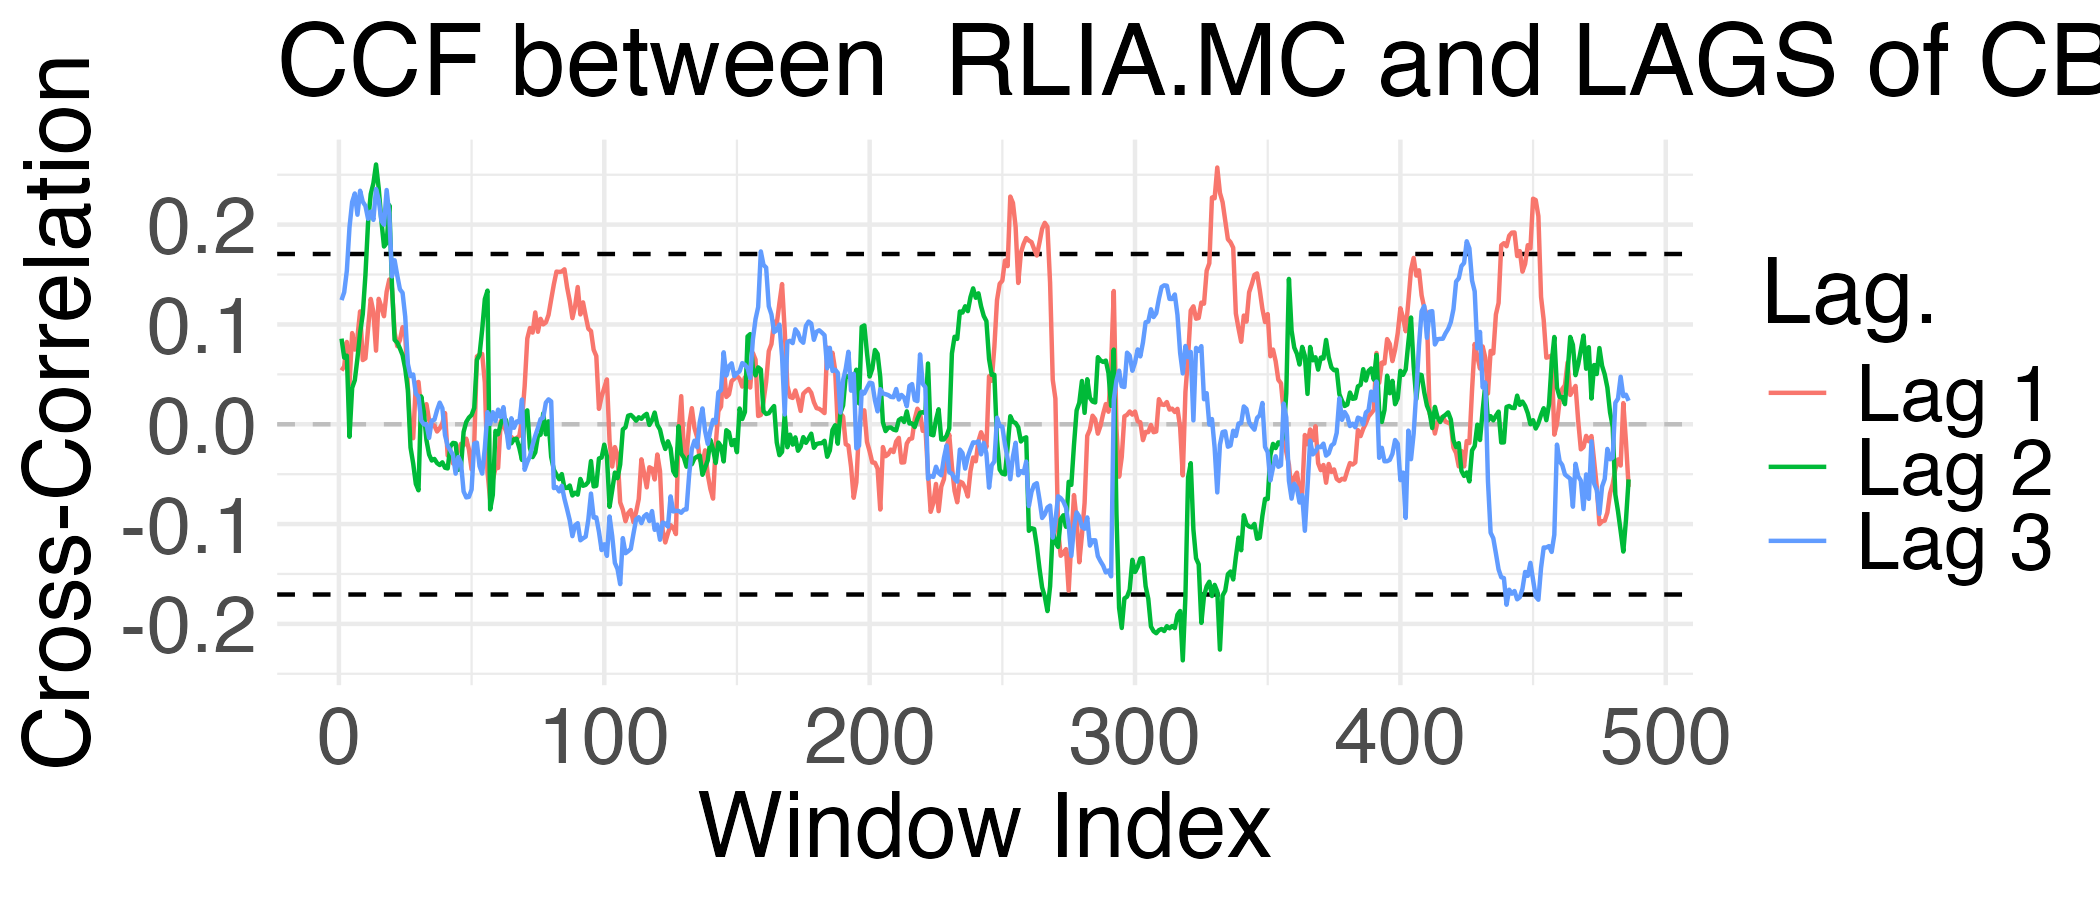 CCF between  RLIA.MC and LAGS of CB
Cross-Correlation
0.2
0.1
0.0
-0.1
-0.2
0 100 200 300 400 500
Window Index
Lag.
Lag 1
Lag 2
Lag 3